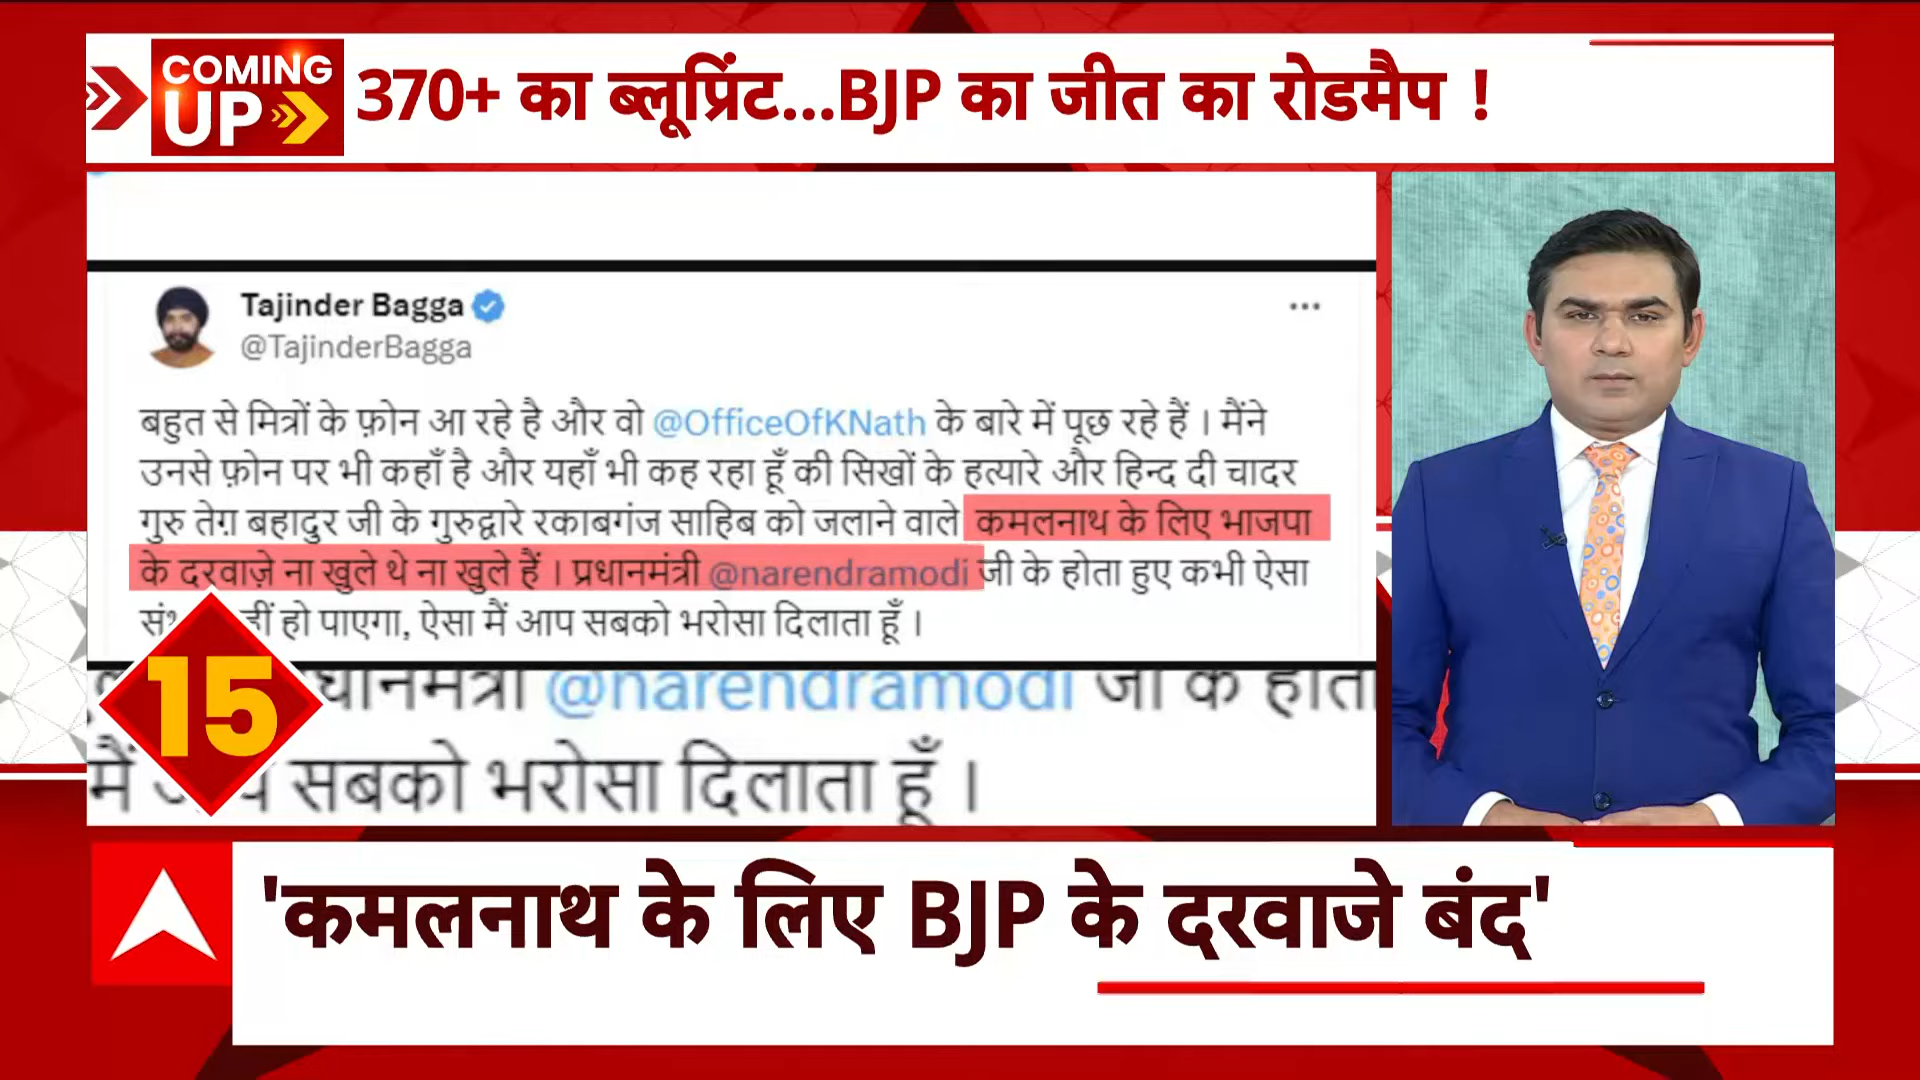 COMING
UP
370+ का ब्लूप्रिंट...BJP का जीत का रोडमैप !
Tajinder Bagga
@TajinderBagga
बहुत से मित्रों के फ़ोन आ रहे है और वो @OfficeOfKNath के बारे में पूछ रहे हैं । मैंने
उनसे फ़ोन पर भी कहाँ है और यहाँ भी कह रहा हूँ की सिखों के हत्यारे और हिन्द दी चादर
गुरु तेग़ बहादुर जी के गुरुद्वारे रकाबगंज साहिब को जलाने वाले कमलनाथ के लिए भाजपा
के दरवाज़े ना खुले थे ना खुले हैं । प्रधानमंत्री @narendramodi जी के होता हुए कभी ऐसा
हो पाएगा, ऐसा मैं आप सबको भरोसा दिलाता हूँ ।
@narendramodi जी के होता
मैं सबको भरोसा दिलाता हूँ ।
15
'कमलनाथ के लिए BJP के दरवाजे बंद'